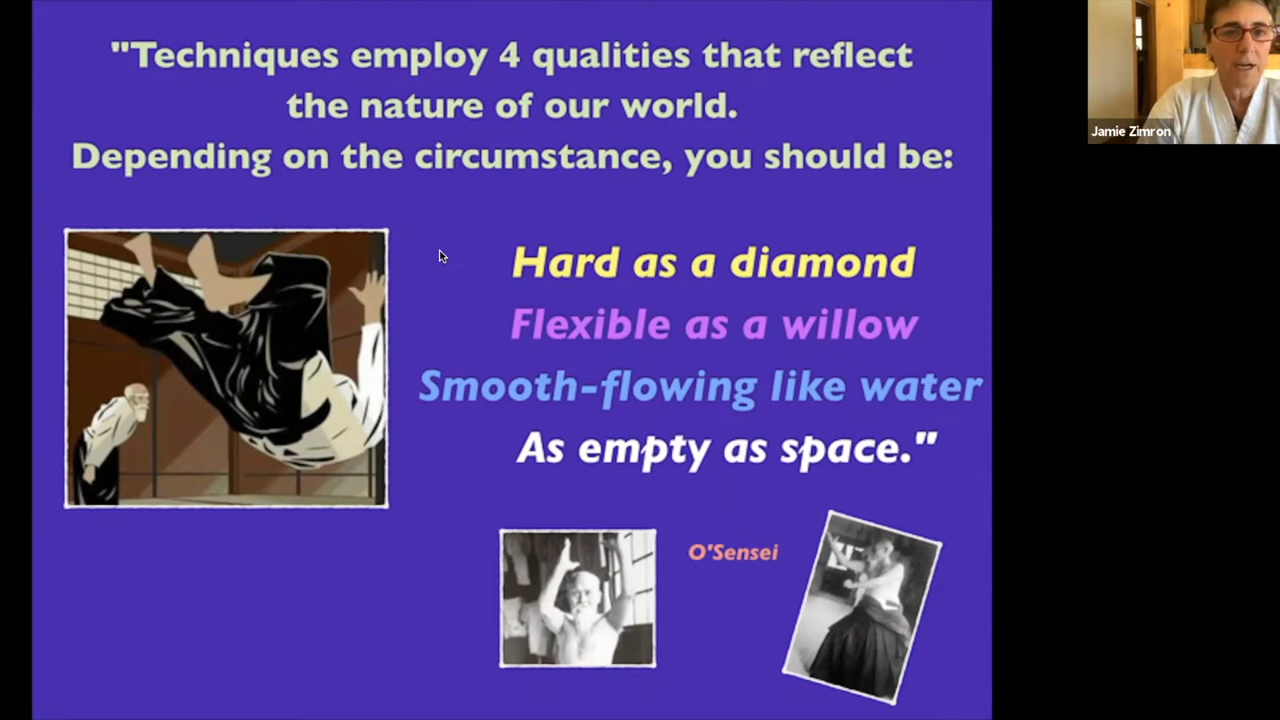 "Techniques employ 4 qualities that reflect
the nature of our world.
Depending on the circumstance, you should be:
Hard as a diamond
Flexible as a willow
Smooth-flowing like water
As empty as space."
O'Sensei
Jamie Zimron